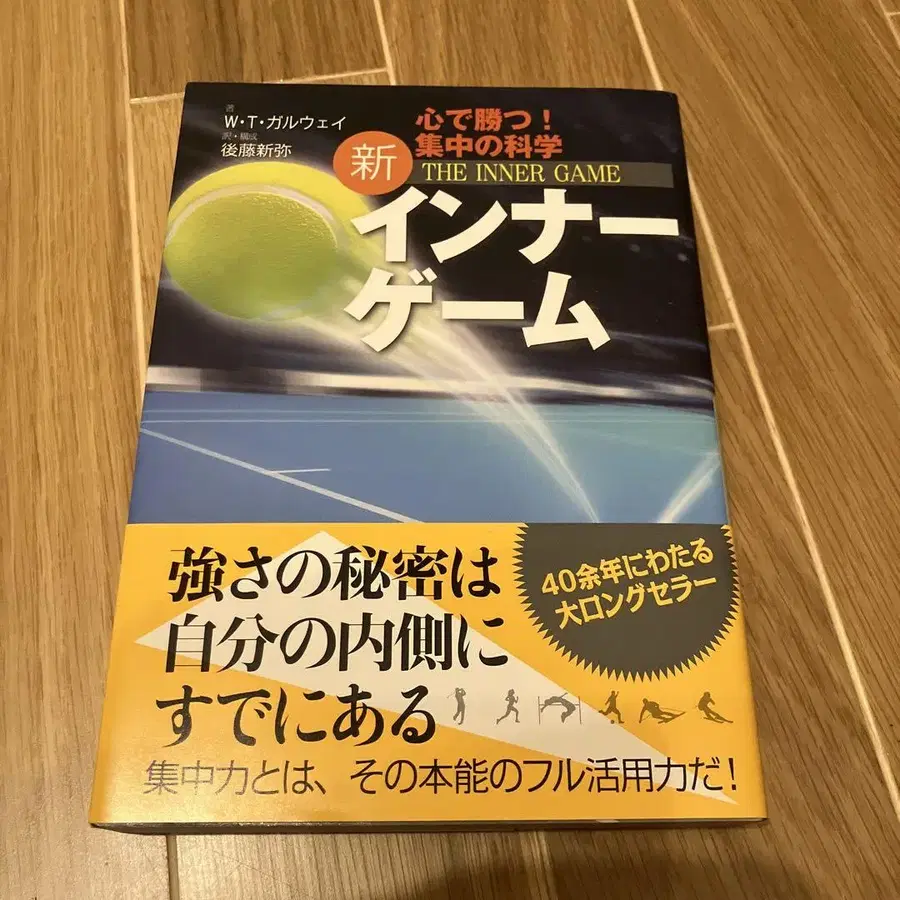 著
W・T・ガルウェイ
訳・構成
後藤新弥
心で勝つ！
集中の科学
新
THE INNER GAME
インナー
ゲーム
強さの秘密は
自分の内側に
すでにある
40余年にわたる
大ロングセラー
集中力とは、その本能のフル活用力だ！